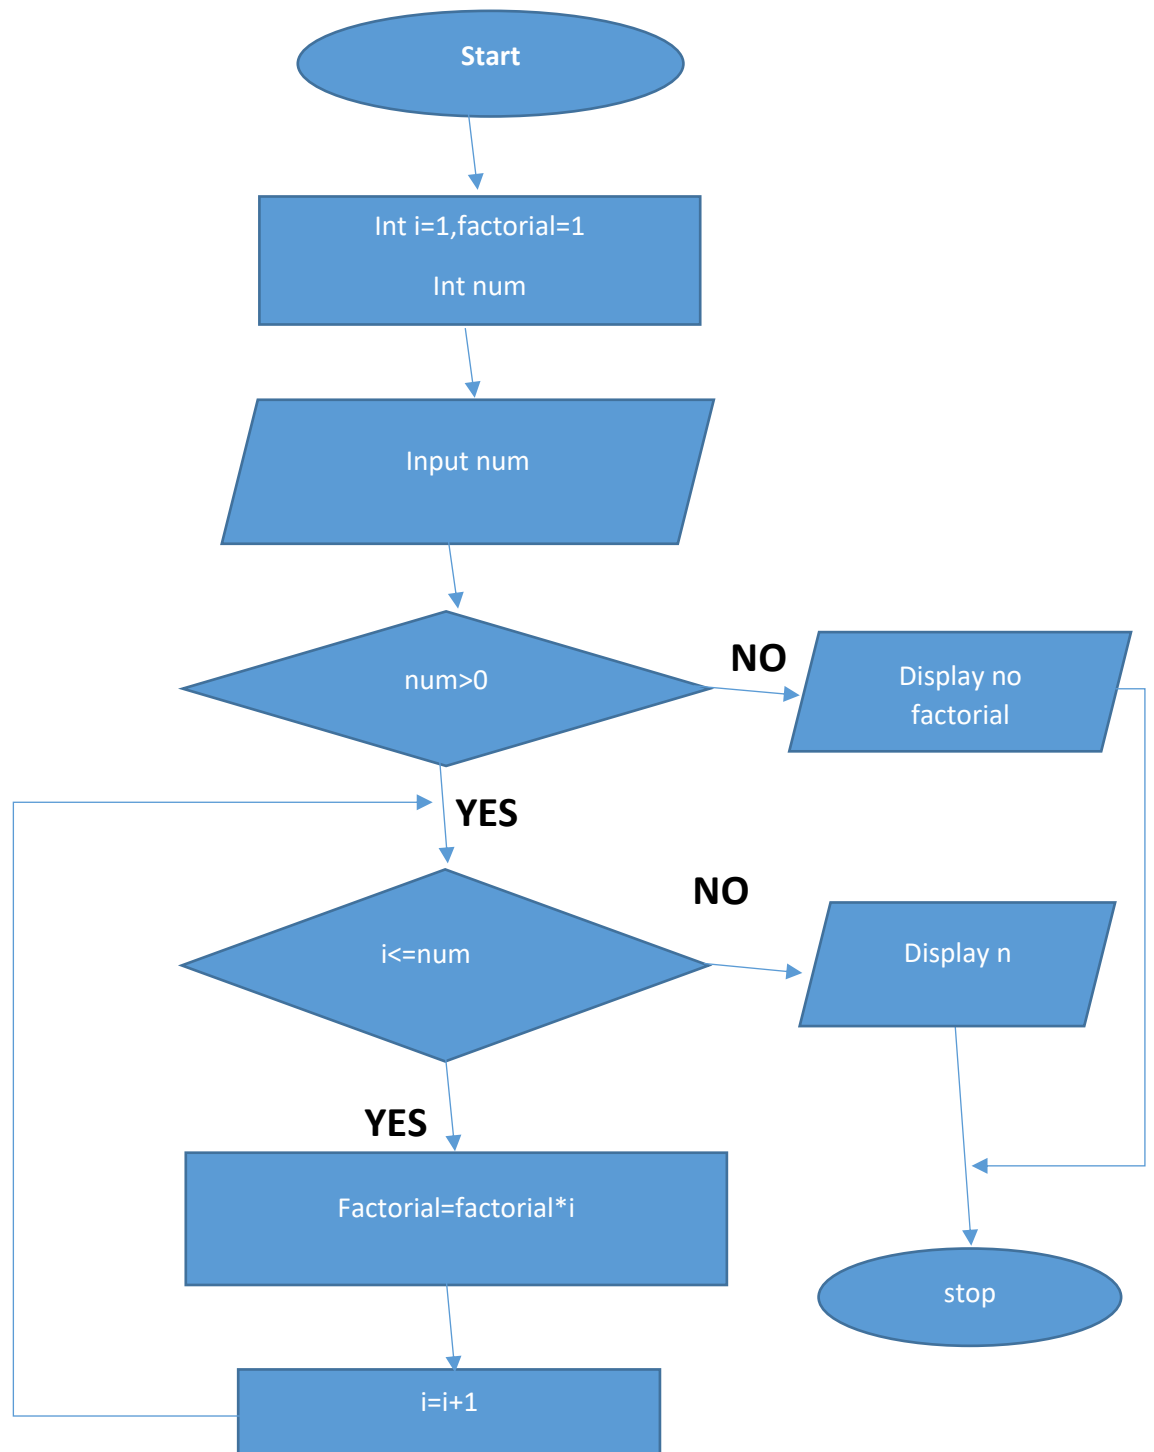 Start
Int i=1,factorial=1
Int num
Input num
num>0
NO
Display no
factorial
YES
i<=num
NO
Display n
YES
Factorial=factorial*i
stop
i=i+1